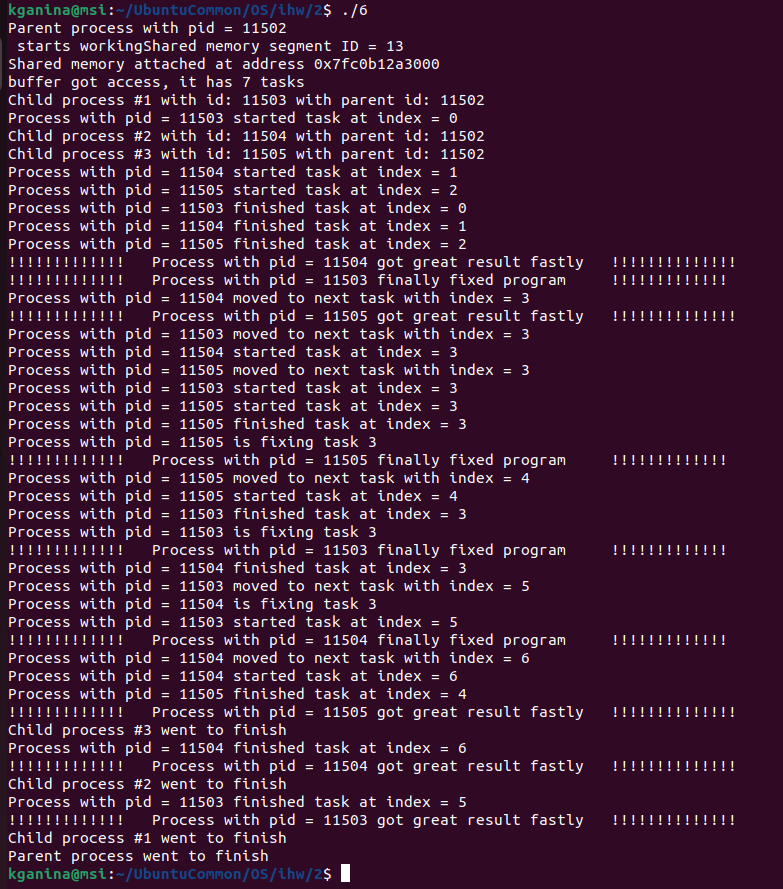 kganina@msi:~/UbuntuCommon/OS/ihw/2$ ./6
Parent process with pid = 11502
 starts workingShared memory segment ID = 13
Shared memory attached at address 0x7fc0b12a3000
buffer got access, it has 7 tasks
Child process #1 with id: 11503 with parent id: 11502
Process with pid = 11503 started task at index = 0
Child process #2 with id: 11504 with parent id: 11502
Child process #3 with id: 11505 with parent id: 11502
Process with pid = 11504 started task at index = 1
Process with pid = 11505 started task at index = 2
Process with pid = 11503 finished task at index = 0
Process with pid = 11504 finished task at index = 1
Process with pid = 11505 finished task at index = 2
!!!!!!!!!!!!!   Process with pid = 11504 got great result fastly   !!!!!!!!!!!!!!
!!!!!!!!!!!!!   Process with pid = 11503 finally fixed program     !!!!!!!!!!!!!
Process with pid = 11504 moved to next task with index = 3
!!!!!!!!!!!!!   Process with pid = 11505 got great result fastly   !!!!!!!!!!!!!!
Process with pid = 11503 moved to next task with index = 3
Process with pid = 11504 started task at index = 3
Process with pid = 11505 moved to next task with index = 3
Process with pid = 11503 started task at index = 3
Process with pid = 11505 started task at index = 3
Process with pid = 11505 finished task at index = 3
Process with pid = 11505 is fixing task 3
!!!!!!!!!!!!!   Process with pid = 11505 finally fixed program     !!!!!!!!!!!!!
Process with pid = 11505 moved to next task with index = 4
Process with pid = 11505 started task at index = 4
Process with pid = 11503 finished task at index = 3
Process with pid = 11503 is fixing task 3
!!!!!!!!!!!!!   Process with pid = 11503 finally fixed program     !!!!!!!!!!!!!
Process with pid = 11504 finished task at index = 3
Process with pid = 11503 moved to next task with index = 5
Process with pid = 11504 is fixing task 3
Process with pid = 11503 started task at index = 5
!!!!!!!!!!!!!   Process with pid = 11504 finally fixed program     !!!!!!!!!!!!!
Process with pid = 11504 moved to next task with index = 6
Process with pid = 11504 started task at index = 6
Process with pid = 11505 finished task at index = 4
!!!!!!!!!!!!!   Process with pid = 11505 got great result fastly   !!!!!!!!!!!!!!
Child process #3 went to finish
Process with pid = 11504 finished task at index = 6
!!!!!!!!!!!!!   Process with pid = 11504 got great result fastly   !!!!!!!!!!!!!!
Child process #2 went to finish
Process with pid = 11503 finished task at index = 5
!!!!!!!!!!!!!   Process with pid = 11503 got great result fastly   !!!!!!!!!!!!!!
Child process #1 went to finish
Parent process went to finish
kganina@msi:~/UbuntuCommon/OS/ihw/2$